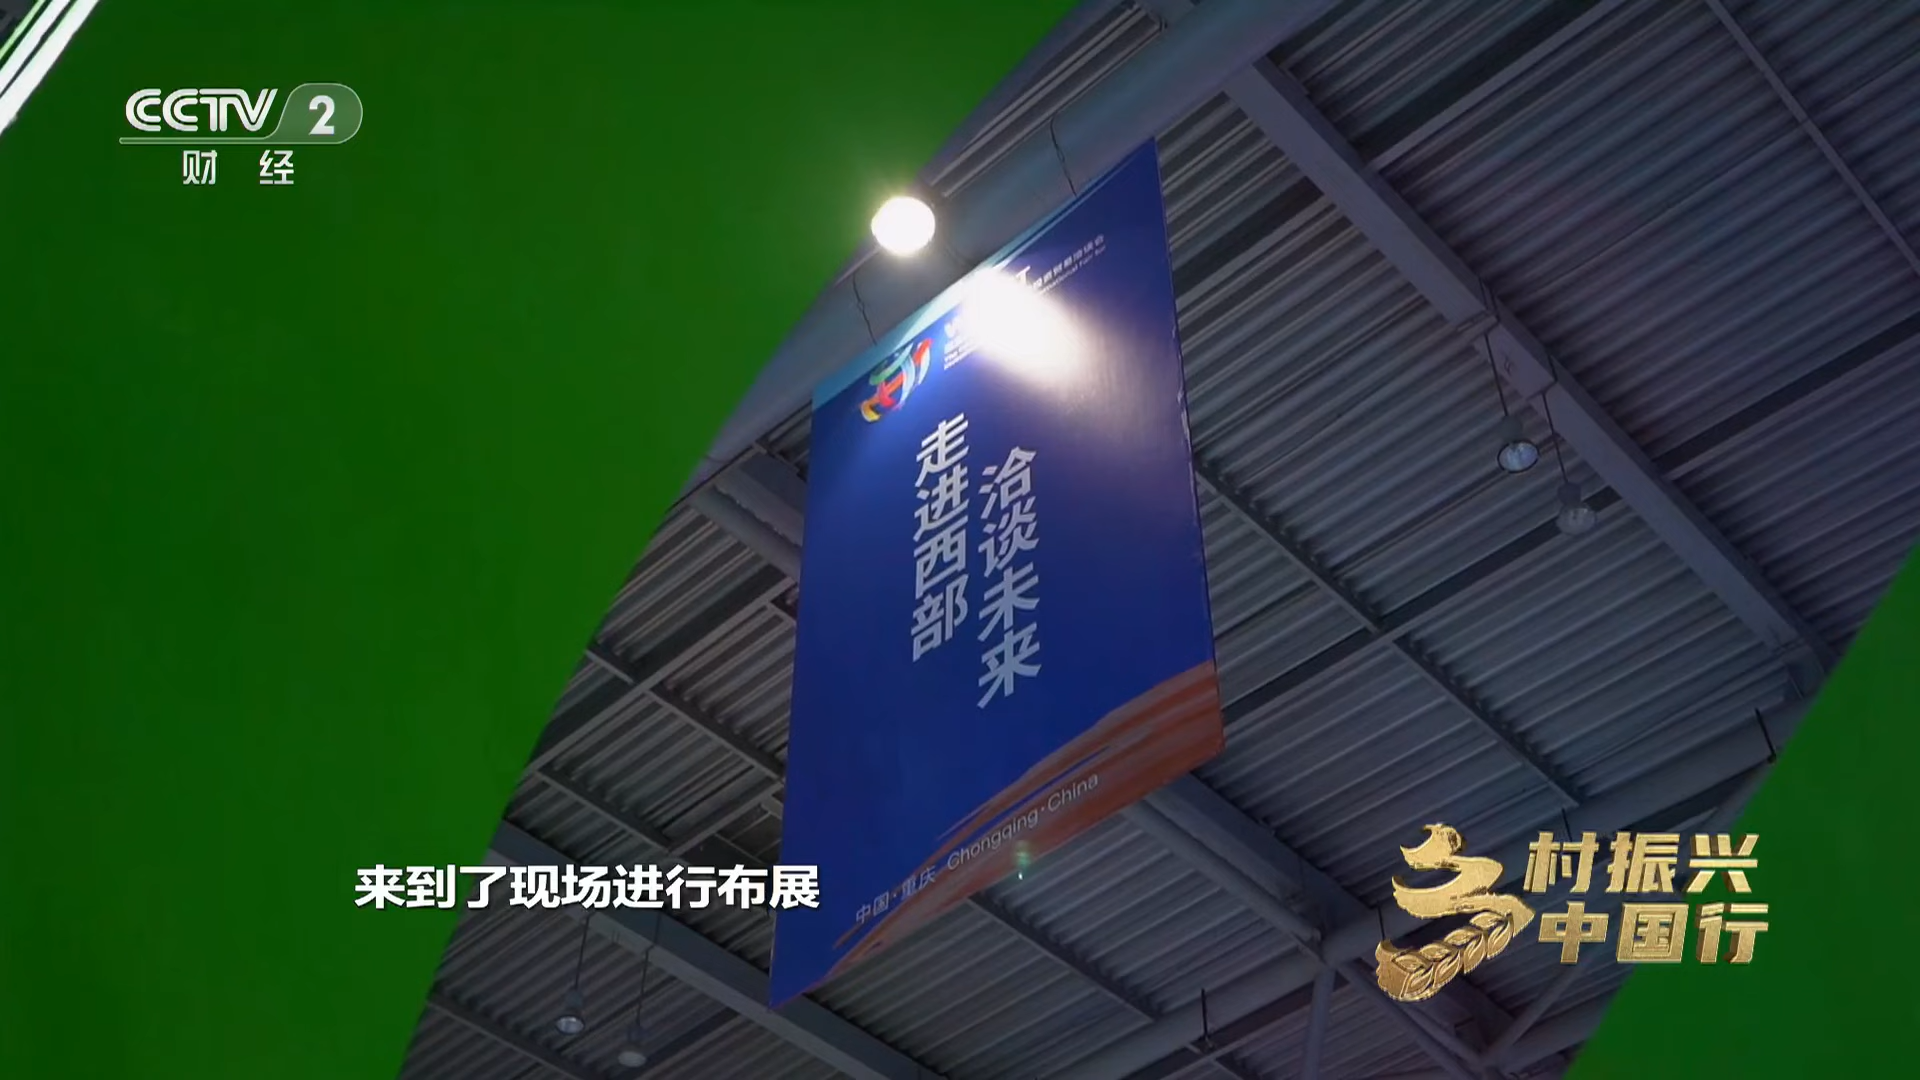 CCTV 2
财 经
走进西部
洽谈未来
中国·重庆 Chongqing·China
来到了现场进行布展
乡村振兴
中国行